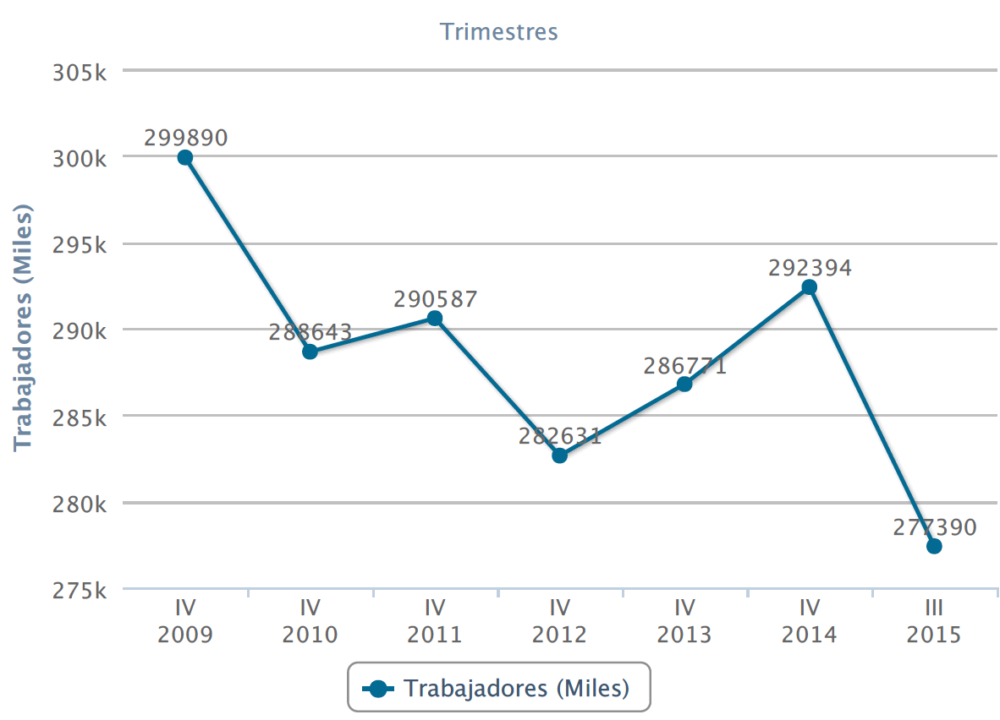 Trimestres
305k
300k
295k
290k
285k
280k
275k
Trabajadores (Miles)
299890
288643
290587
282631
286771
292394
277390
IV IV IV IV IV IV III
2009 2010 2011 2012 2013 2014 2015
Trabajadores (Miles)